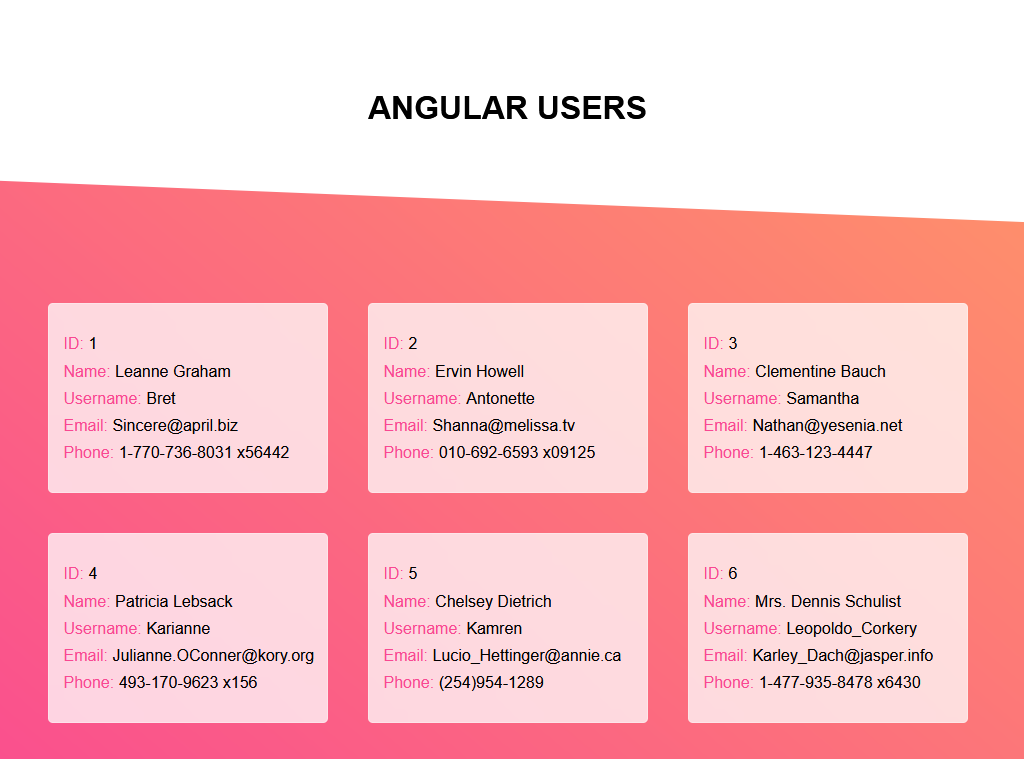 ANGULAR USERS
ID: 1
Name: Leanne Graham
Username: Bret
Email: Sincere@april.biz
Phone: 1-770-736-8031 x56442
ID: 2
Name: Ervin Howell
Username: Antonette
Email: Shanna@melissa.tv
Phone: 010-692-6593 x09125
ID: 3
Name: Clementine Bauch
Username: Samantha
Email: Nathan@yesenia.net
Phone: 1-463-123-4447
ID: 4
Name: Patricia Lebsack
Username: Karianne
Email: Julianne.OConner@kory.org
Phone: 493-170-9623 x156
ID: 5
Name: Chelsey Dietrich
Username: Kamren
Email: Lucio_Hettinger@annie.ca
Phone: (254)954-1289
ID: 6
Name: Mrs. Dennis Schulist
Username: Leopoldo_Corkery
Email: Karley_Dach@jasper.info
Phone: 1-477-935-8478 x6430